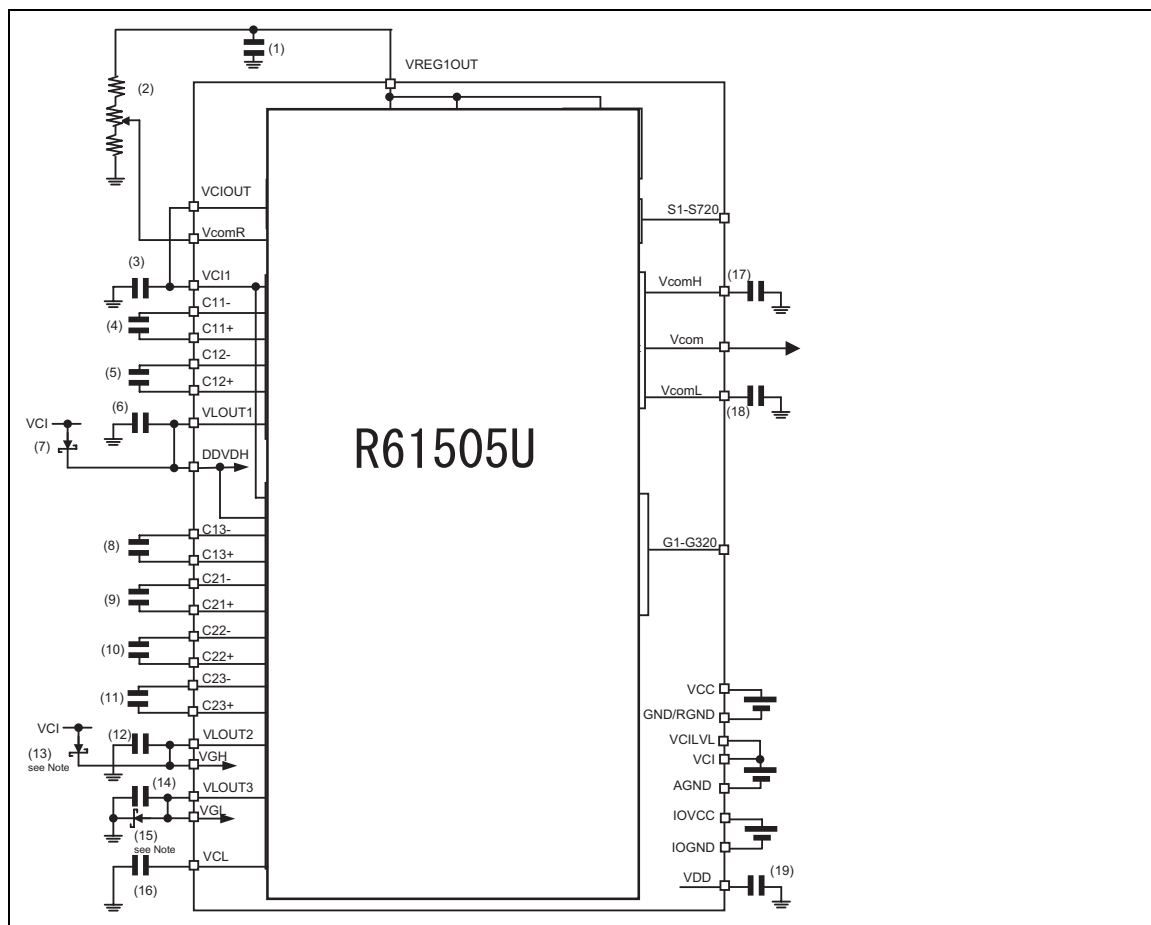 (1)
VREG1OUT
(2)
VCIOUT
VcomR
(3)
VCI1
C11-
(4)
C11+
C12-
(5)
C12+
(6)
VLOUT1
VCI
(7)
DDVDH
C13-
(8)
C13+
C21-
(9)
C21+
C22-
(10)
C22+
C23-
(11)
C23+
VCI
(12)
VLOUT2
(13)
see Note
VGH
(14)
VLOUT3
VGL
(15)
see Note
VCL
(16)
R61505U
S1-S720
VcomH
(17)
Vcom
VcomL
(18)
G1-G320
VCC
GND/RGND
VCILVL
VCI
AGND
IOVCC
IOGND
VDD
(19)